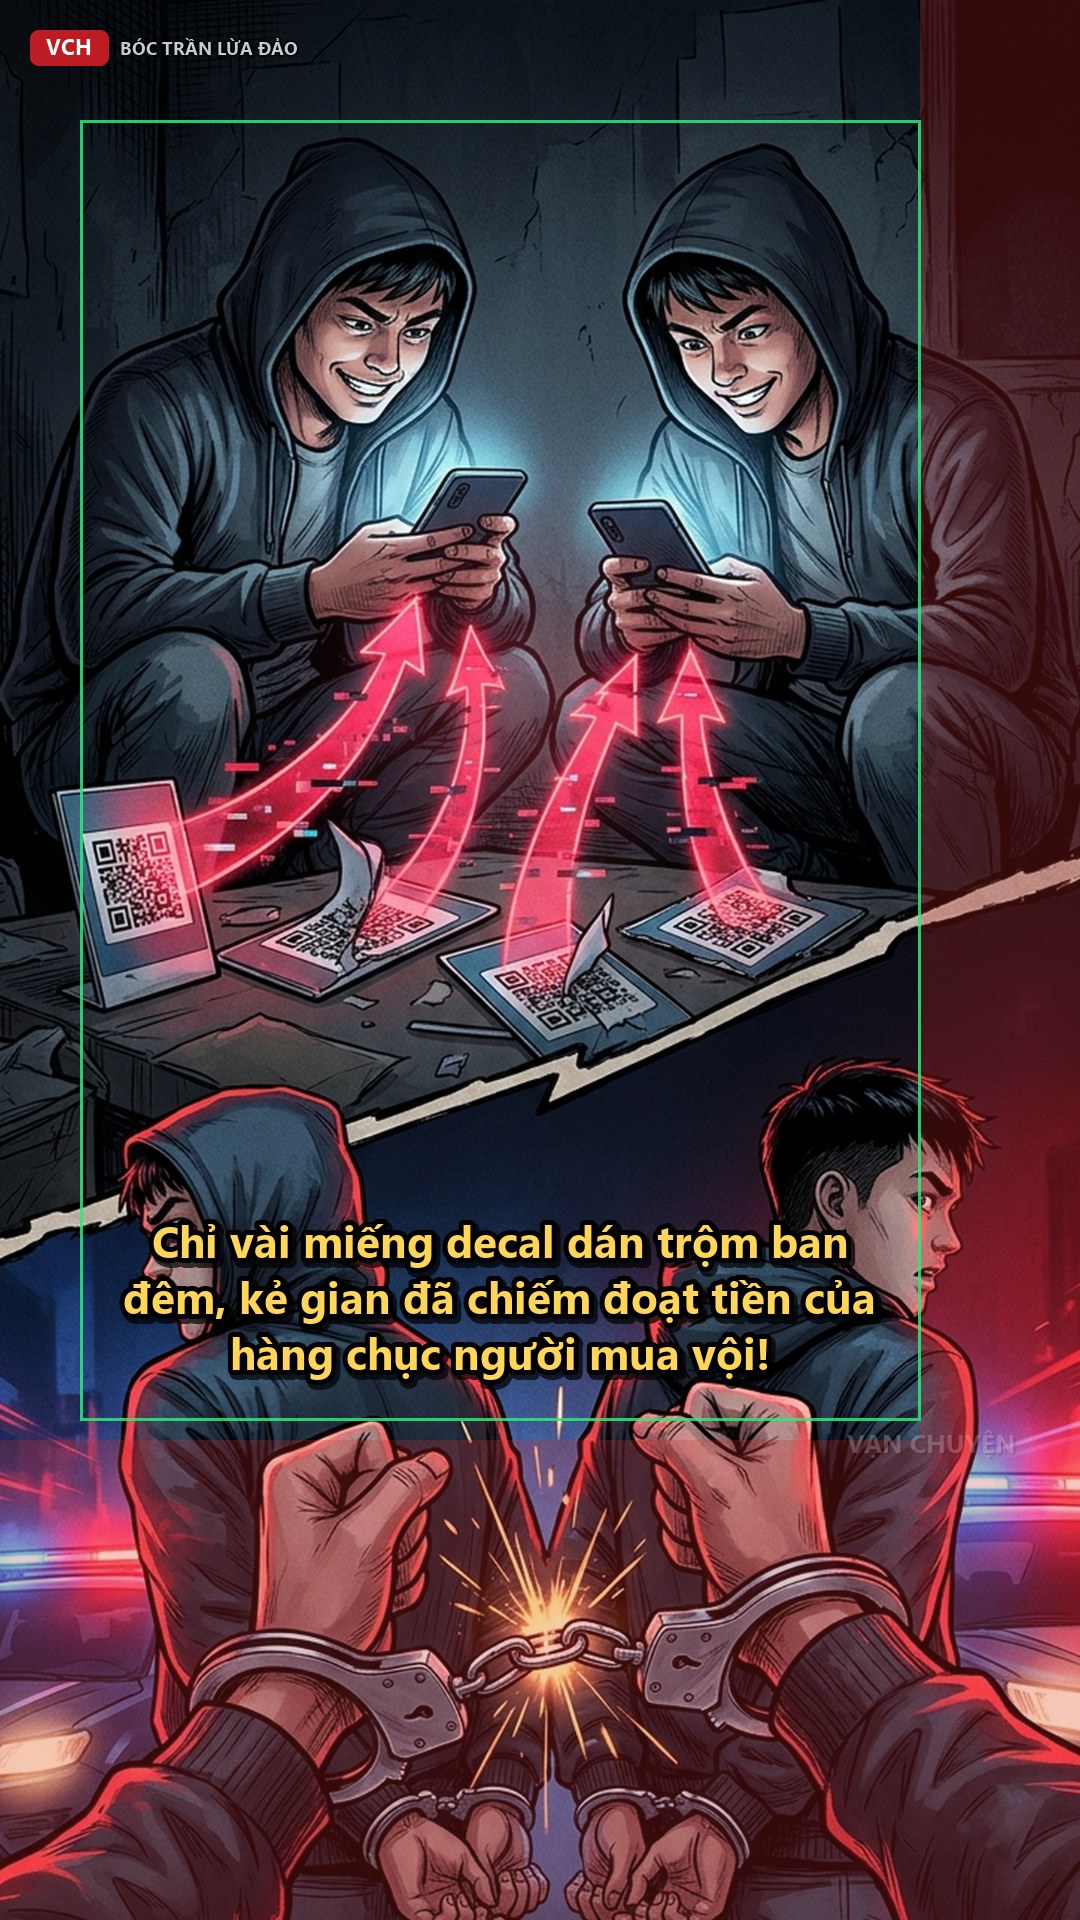 VCH BÓC TRẦN LỪA ĐẢO
Chỉ vài miếng decal dán trộm ban
đêm, kẻ gian đã chiếm đoạt tiền của
hàng chục người mua vội!
VẠN CHUYỆN